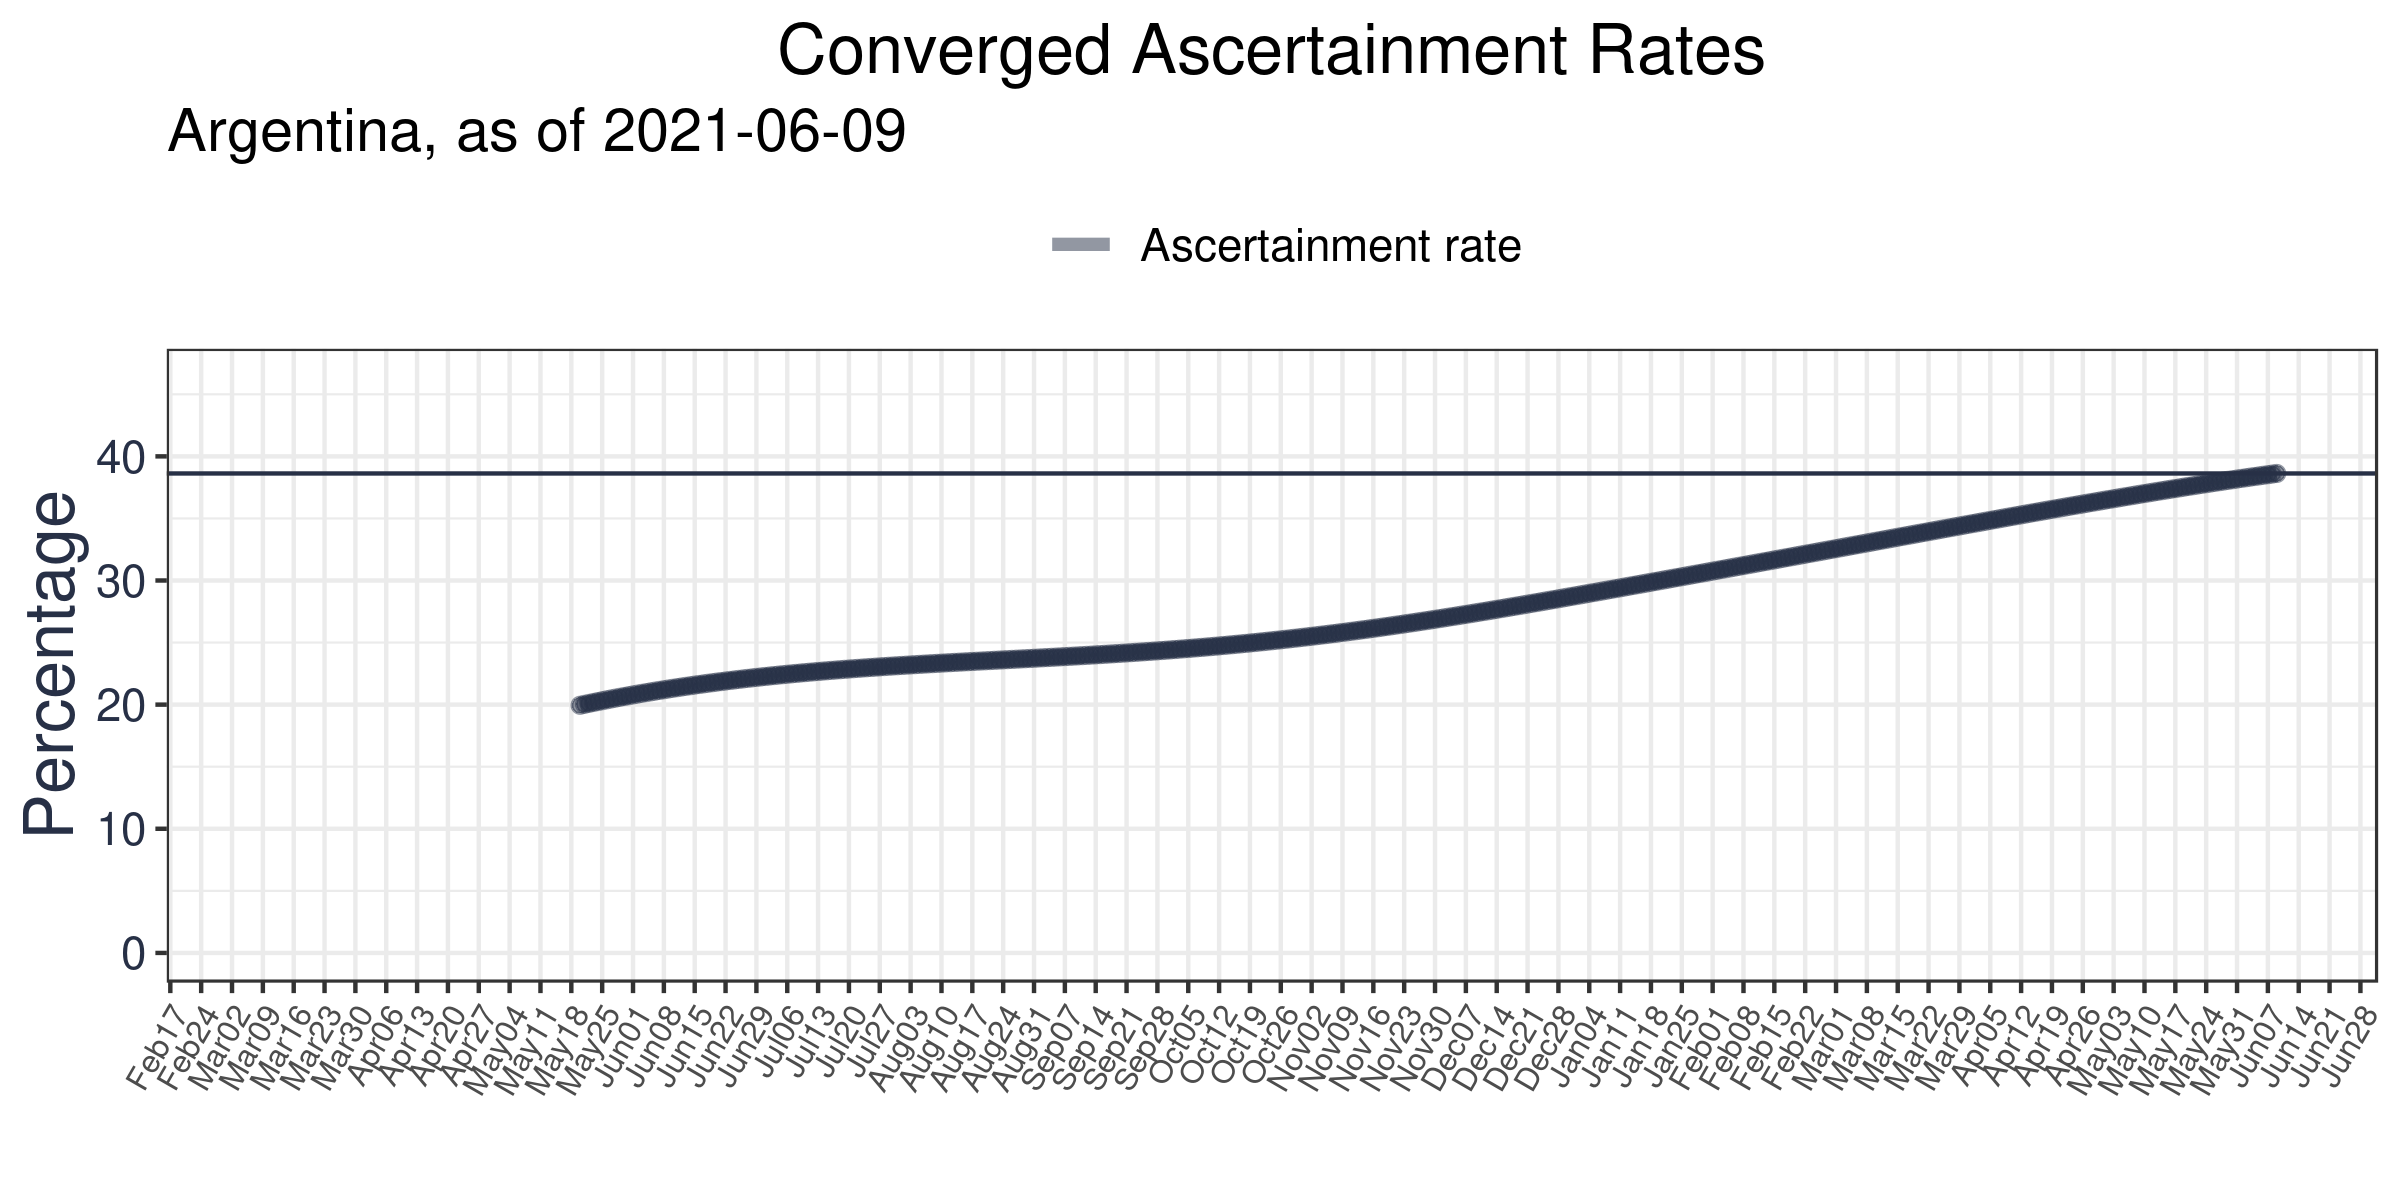 Converged Ascertainment Rates
Argentina, as of 2021-06-09
Ascertainment rate
Percentage
40
30
20
10
0
Feb17 Feb24 Mar02 Mar09 Mar16 Mar23 Mar30 Apr06 Apr13 Apr20 Apr27 May04 May11 May18 May25 Jun01 Jun08 Jun15 Jun22 Jun29 Jul06 Jul13 Jul20 Jul27 Aug03 Aug10 Aug17 Aug24 Aug31 Sep07 Sep14 Sep21 Sep28 Oct05 Oct12 Oct19 Oct26 Nov02 Nov09 Nov16 Nov23 Nov30 Dec07 Dec14 Dec21 Dec28 Jan04 Jan11 Jan18 Jan25 Feb01 Feb08 Feb15 Feb22 Mar01 Mar08 Mar15 Mar22 Mar29 Apr05 Apr12 Apr19 Apr26 May03 May10 May17 May24 May31 Jun07 Jun14 Jun21 Jun28